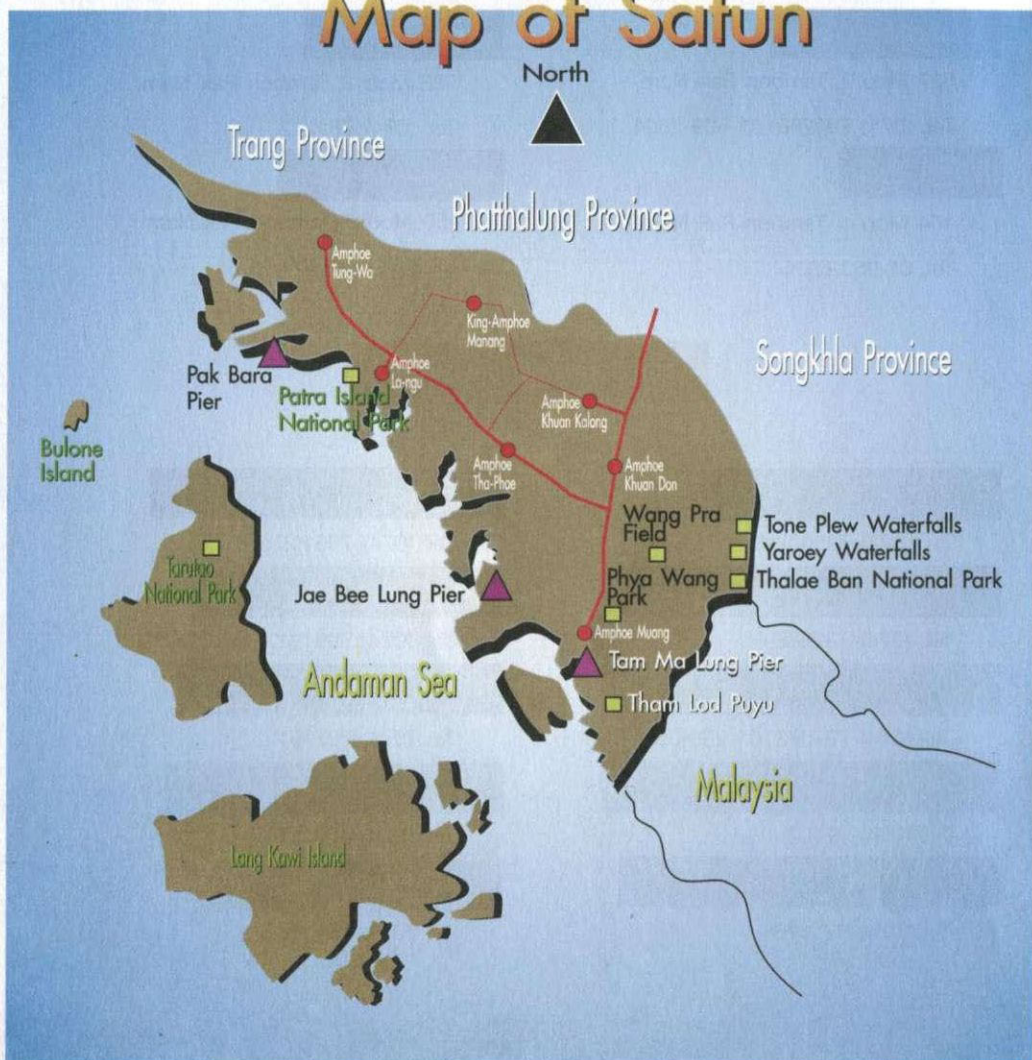 Map of Satun
North
Trang Province
Phatthalung Province
Amphoe
Tung-Wa
King-Amphoe
Manang
Songkhla Province
Pak Bara
Pier
Amphoe
La-ngu
Patra Island
National Park
Amphoe
Khuan Kalong
Bulone
Island
Amphoe
Tha-Phae
Amphoe
Khuan Don
Wang Pra
Field
Tone Plew Waterfalls
Yaroey Waterfalls
Thalae Ban National Park
Tarutao
National Park
Jae Bee Lung Pier
Phya Wang
Park
Amphoe Muang
Tam Ma Lung Pier
Andaman Sea
Tham Lod Puyu
Malaysia
Lang Kawi Island